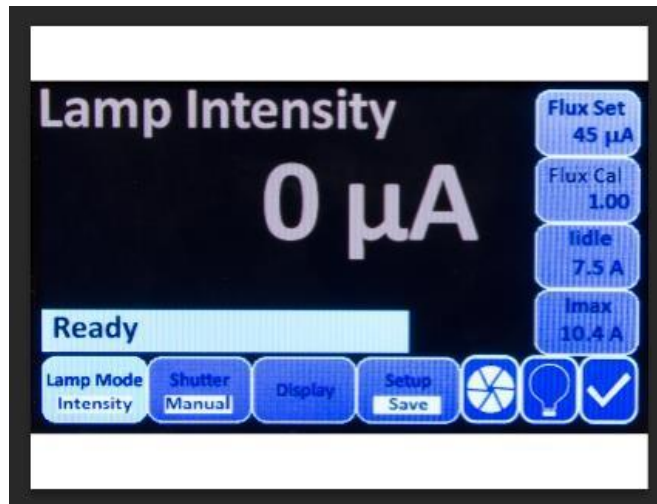 Lamp Intensity
0 µA
Flux Set
45 µA
Flux Cal
1.00
Iidle
7.5 A
Imax
10.4 A
Ready
Lamp Mode
Intensity
Shutter
Manual
Display
Setup
Save